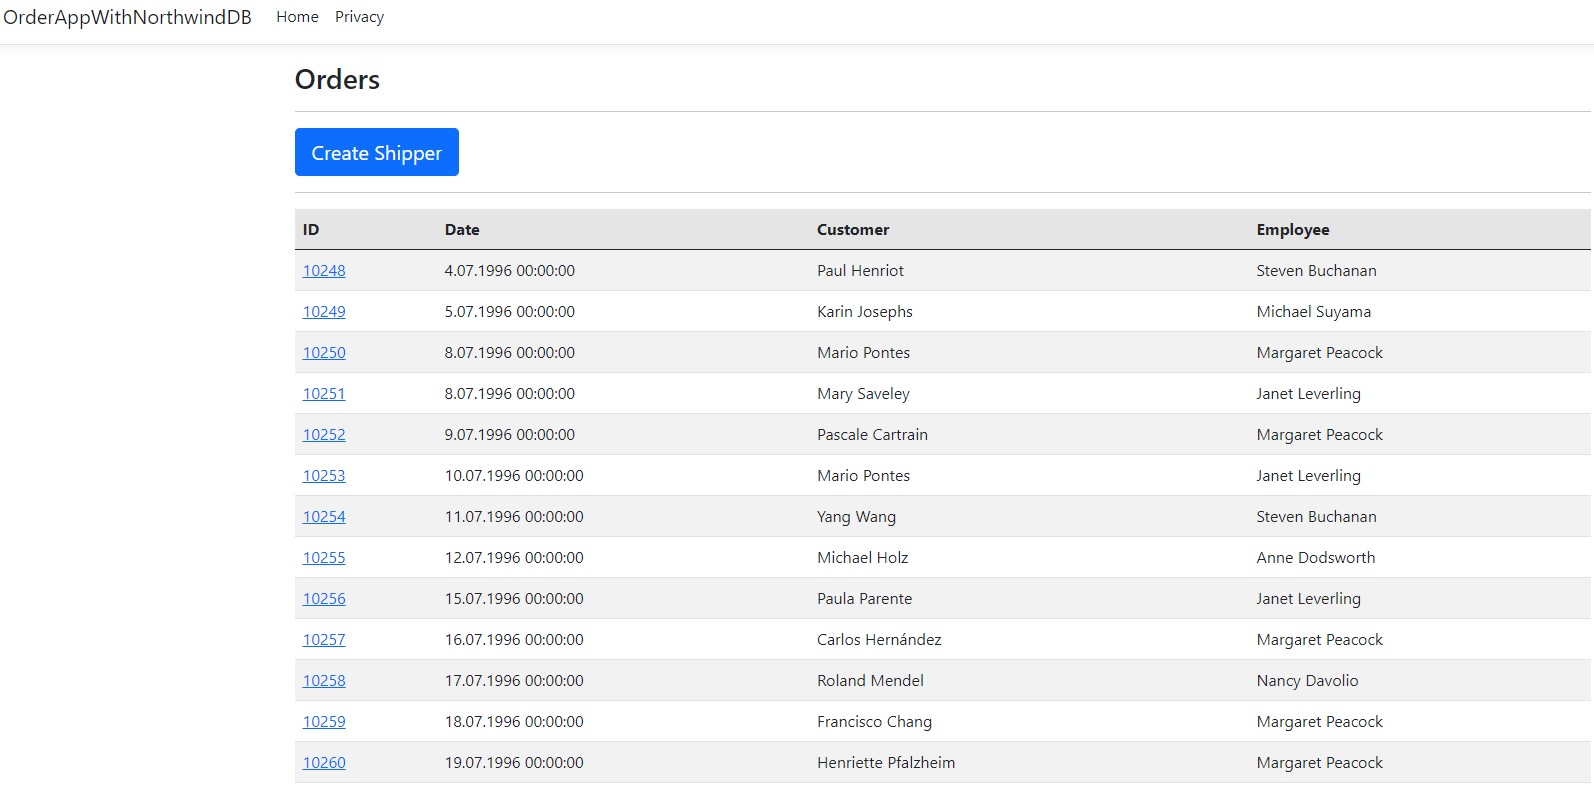 OrderAppWithNorthwindDB Home Privacy
Orders
Create Shipper
ID Date Customer Employee
10248 4.07.1996 00:00:00 Paul Henriot Steven Buchanan
10249 5.07.1996 00:00:00 Karin Josephs Michael Suyama
10250 8.07.1996 00:00:00 Mario Pontes Margaret Peacock
10251 8.07.1996 00:00:00 Mary Saveley Janet Leverling
10252 9.07.1996 00:00:00 Pascale Cartrain Margaret Peacock
10253 10.07.1996 00:00:00 Mario Pontes Janet Leverling
10254 11.07.1996 00:00:00 Yang Wang Steven Buchanan
10255 12.07.1996 00:00:00 Michael Holz Anne Dodsworth
10256 15.07.1996 00:00:00 Paula Parente Janet Leverling
10257 16.07.1996 00:00:00 Carlos Hernández Margaret Peacock
10258 17.07.1996 00:00:00 Roland Mendel Nancy Davolio
10259 18.07.1996 00:00:00 Francisco Chang Margaret Peacock
10260 19.07.1996 00:00:00 Henriette Pfalzheim Margaret Peacock